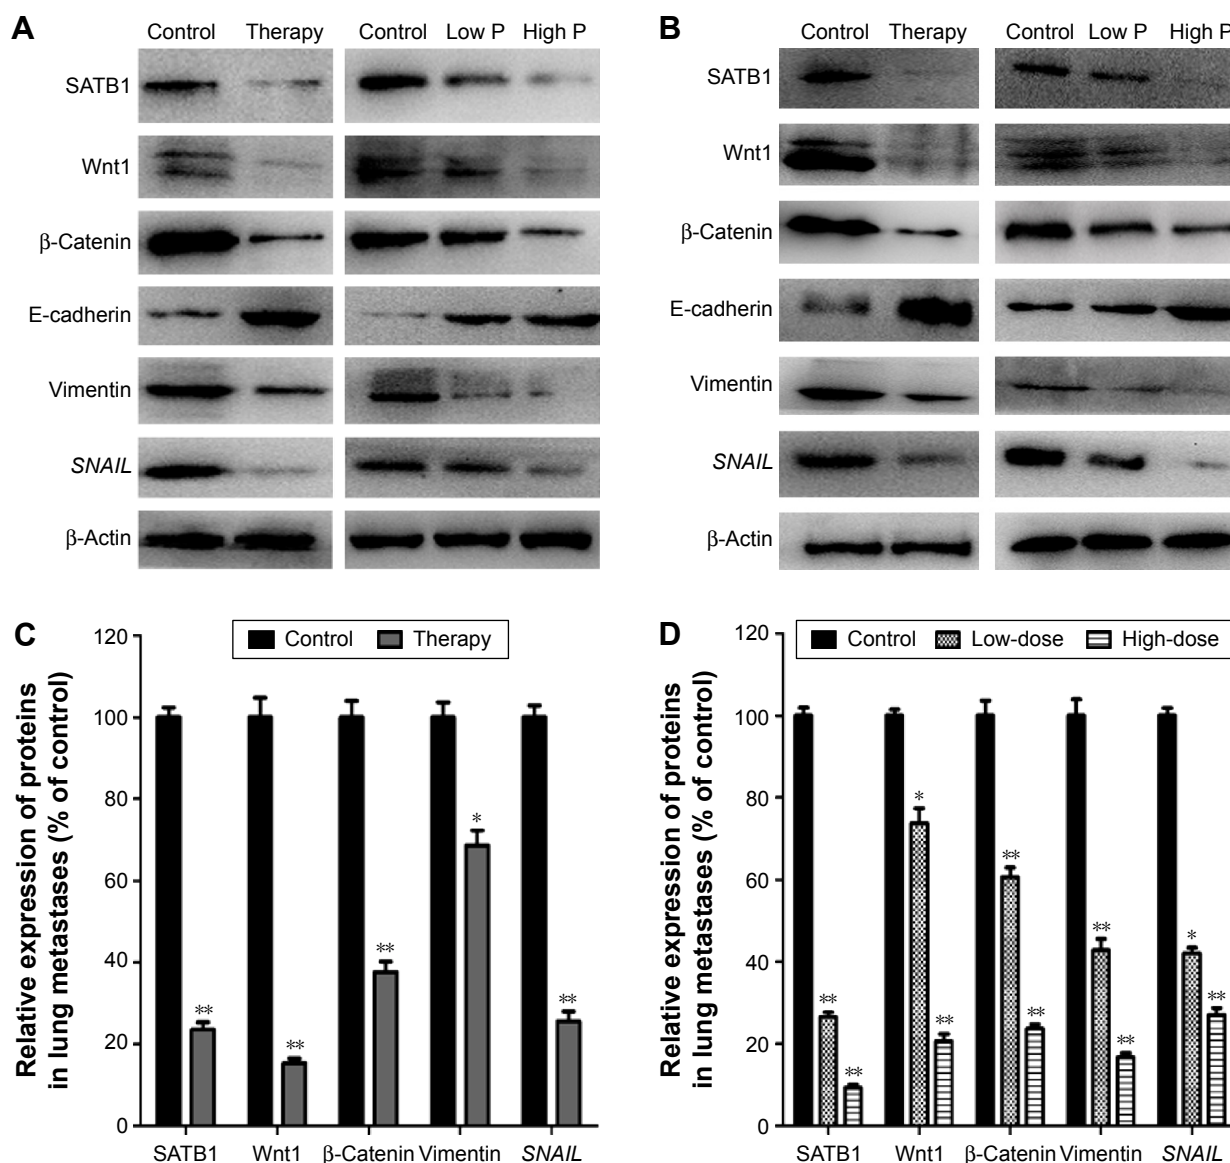 A
Control Therapy Control Low P High P
SATB1
Wnt1
β-Catenin
E-cadherin
Vimentin
SNAIL
β-Actin
B
Control Therapy Control Low P High P
SATB1
Wnt1
β-Catenin
E-cadherin
Vimentin
SNAIL
β-Actin
C
Control Therapy
Relative expression of proteins
in lung metastases (% of control)
120
100
80
60
40
20
0
** ** ** * **
SATB1 Wnt1 β-Catenin Vimentin SNAIL
D
Control Low-dose High-dose
Relative expression of proteins
in lung metastases (% of control)
120
100
80
60
40
20
0
** ** * ** ** ** ** ** * **
SATB1 Wnt1 β-Catenin Vimentin SNAIL